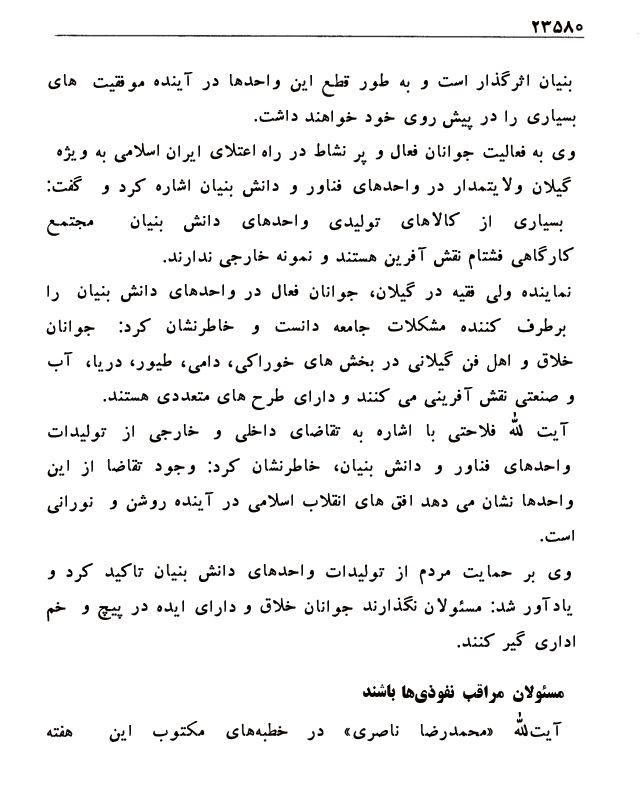 ۲۳۵۸۰
بنیان اثرگذار است و به طور قطع این واحدها در آینده موفقیت های
بسیاری را در پیش روی خود خواهند داشت.
وی به فعالیت جوانان فعال و پر نشاط در راه اعتلای ایران اسلامی به ویژه
گیلان ولایتمدار در واحدهای فناور و دانش بنیان اشاره کرد و گفت:
بسیاری از کالاهای تولیدی واحدهای دانش بنیان مجتمع
کارگاهی فشتام نقش آفرین هستند و نمونه خارجی ندارند.
نماینده ولی فقیه در گیلان، جوانان فعال در واحدهای دانش بنیان را
برطرف کننده مشکلات جامعه دانست و خاطرنشان کرد: جوانان
خلاق و اهل فن گیلانی در بخش های خوراکی، دامی، طیور، دریا، آب
و صنعتی نقش آفرینی می کنند و دارای طرح های متعددی هستند.
آیت لله فلاحتی با اشاره به تقاضای داخلی و خارجی از تولیدات
واحدهای فناور و دانش بنیان، خاطرنشان کرد: وجود تقاضا از این
واحدها نشان می دهد افق های انقلاب اسلامی در آینده روشن و نورانی
است.
وی بر حمایت مردم از تولیدات واحدهای دانش بنیان تاکید کرد و
یادآور شد: مسئولان نگذارند جوانان خلاق و دارای ایده در پیچ و خم
اداری گیر کنند.
مسئولان مراقب نفوذی‌ها باشند
آیت‌لله «محمدرضا ناصری» در خطبه‌های مکتوب این هفته